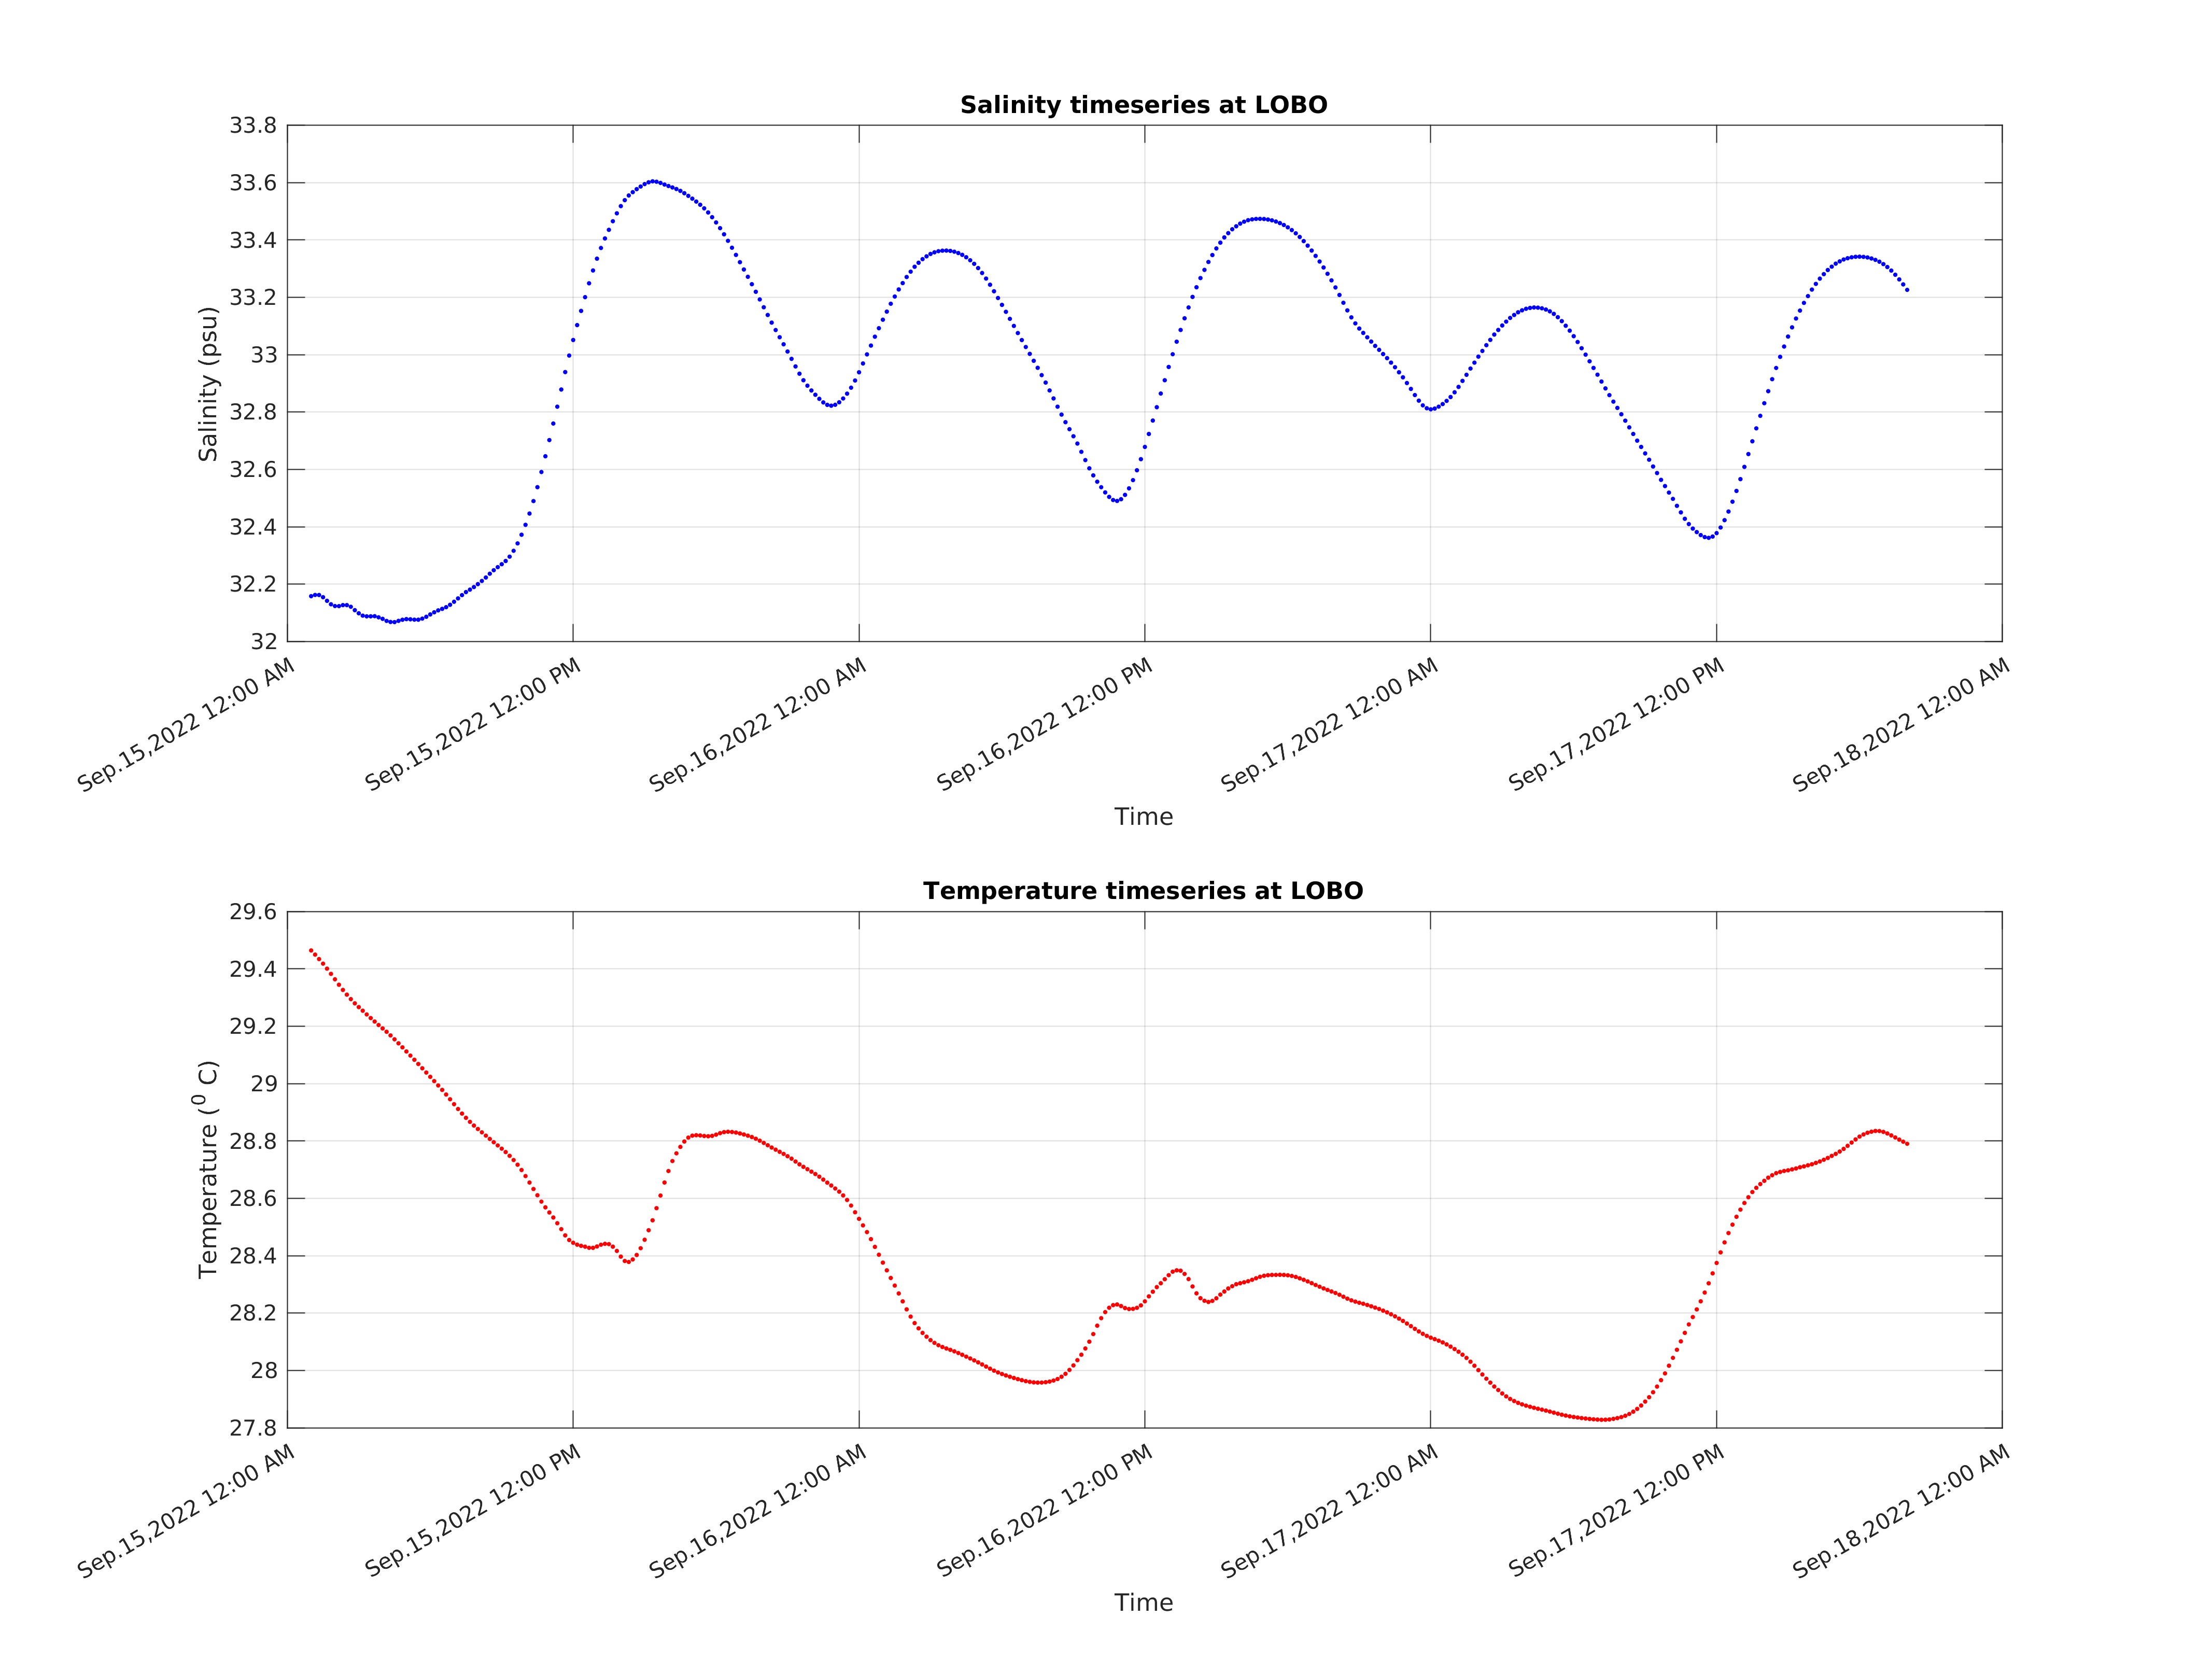 Salinity timeseries at LOBO
33.8
33.6
33.4
33.2
33
32.8
32.6
32.4
32.2
32
Salinity (psu)
Sep.15,2022 12:00 AM
Sep.15,2022 12:00 PM
Sep.16,2022 12:00 AM
Sep.16,2022 12:00 PM
Sep.17,2022 12:00 AM
Sep.17,2022 12:00 PM
Sep.18,2022 12:00 AM
Time
Temperature timeseries at LOBO
29.6
29.4
29.2
29
28.8
28.6
28.4
28.2
28
27.8
Temperature (⁰ C)
Sep.15,2022 12:00 AM
Sep.15,2022 12:00 PM
Sep.16,2022 12:00 AM
Sep.16,2022 12:00 PM
Sep.17,2022 12:00 AM
Sep.17,2022 12:00 PM
Sep.18,2022 12:00 AM
Time